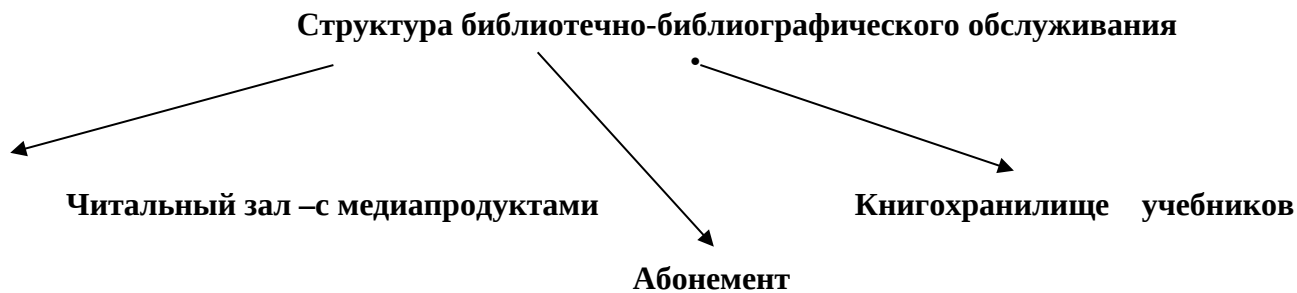 Структура библиотечно-библиографического обслуживания
Читальный зал –с медиапродуктами
Книгохранилище учебников
Абонемент